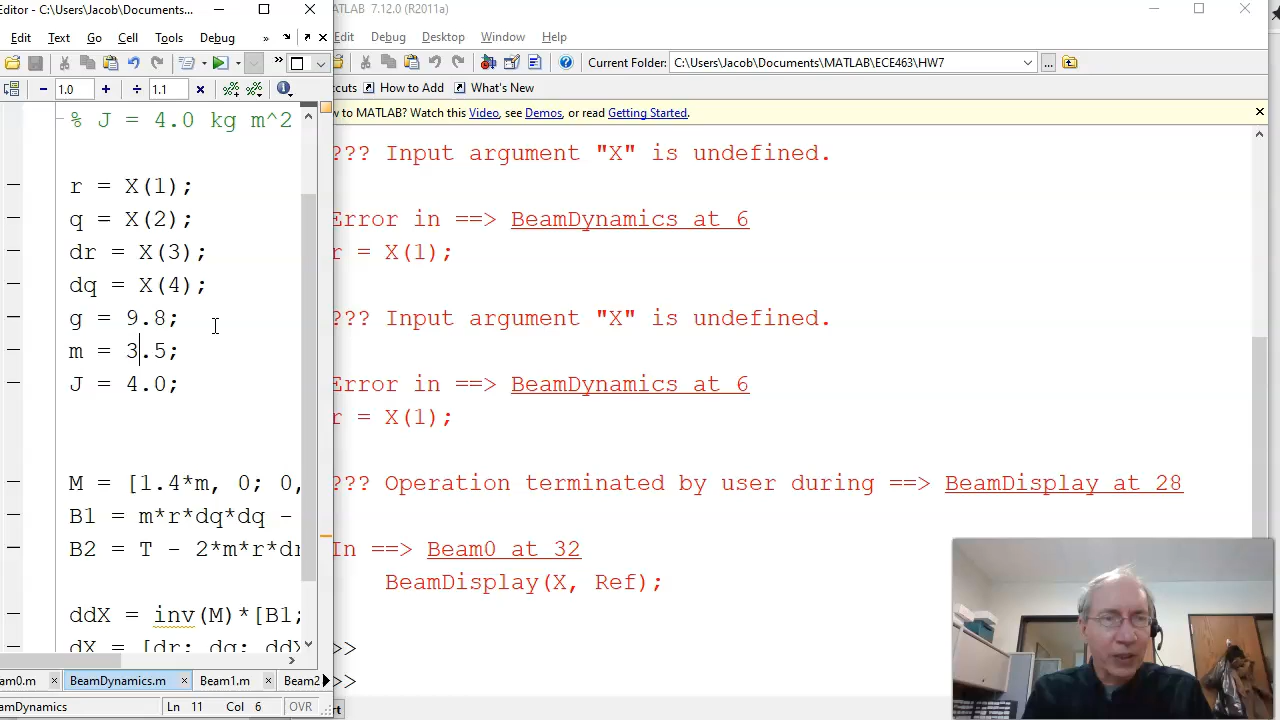 Editor - C:\Users\Jacob\Documents...
ATLAB 7.12.0 (R2011a)
Edit Text Go Cell Tools Debug »
Edit Debug Desktop Window Help
Current Folder: C:\Users\Jacob\Documents\MATLAB\ECE463\HW7
− 1.0 + ÷ 1.1 ×
cuts How to Add What's New
w to MATLAB? Watch this Video, see Demos, or read Getting Started.
% J = 4.0 kg m^2
r = X(1);
q = X(2);
dr = X(3);
dq = X(4);
g = 9.8;
m = 3.5;
J = 4.0;
M = [1.4*m, 0; 0,
B1 = m*r*dq*dq -
B2 = T - 2*m*r*dr
ddX = inv(M)*[B1;
dX = [dr; dq; ddX
am0.m BeamDynamics.m Beam1.m Beam2
amDynamics Ln 11 Col 6 OVR
??? Input argument "X" is undefined.
Error in ==> BeamDynamics at 6
r = X(1);
??? Input argument "X" is undefined.
Error in ==> BeamDynamics at 6
r = X(1);
??? Operation terminated by user during ==> BeamDisplay at 28
In ==> Beam0 at 32
BeamDisplay(X, Ref);
>>
>>
rt